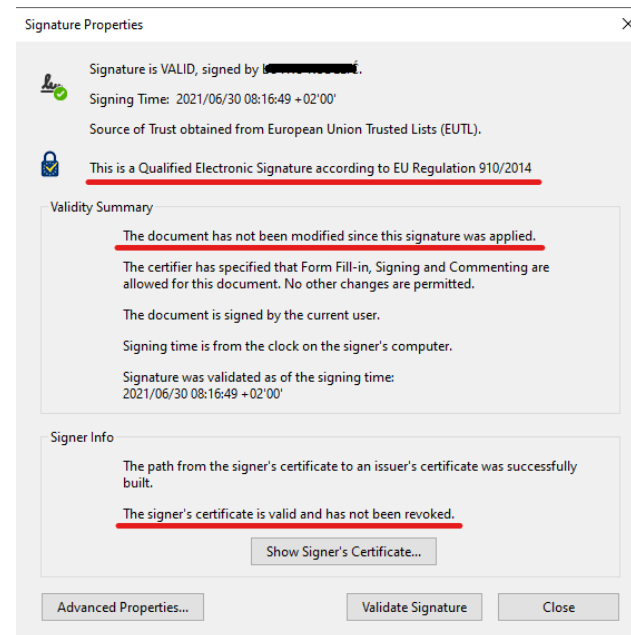 Signature Properties
Signature is VALID, signed by
Signing Time: 2021/06/30 08:16:49 +02'00'
Source of Trust obtained from European Union Trusted Lists (EUTL).
This is a Qualified Electronic Signature according to EU Regulation 910/2014
Validity Summary
The document has not been modified since this signature was applied.
The certifier has specified that Form Fill-in, Signing and Commenting are
allowed for this document. No other changes are permitted.
The document is signed by the current user.
Signing time is from the clock on the signer's computer.
Signature was validated as of the signing time:
2021/06/30 08:16:49 +02'00'
Signer Info
The path from the signer's certificate to an issuer's certificate was successfully
built.
The signer's certificate is valid and has not been revoked.
Show Signer's Certificate...
Advanced Properties...
Validate Signature
Close